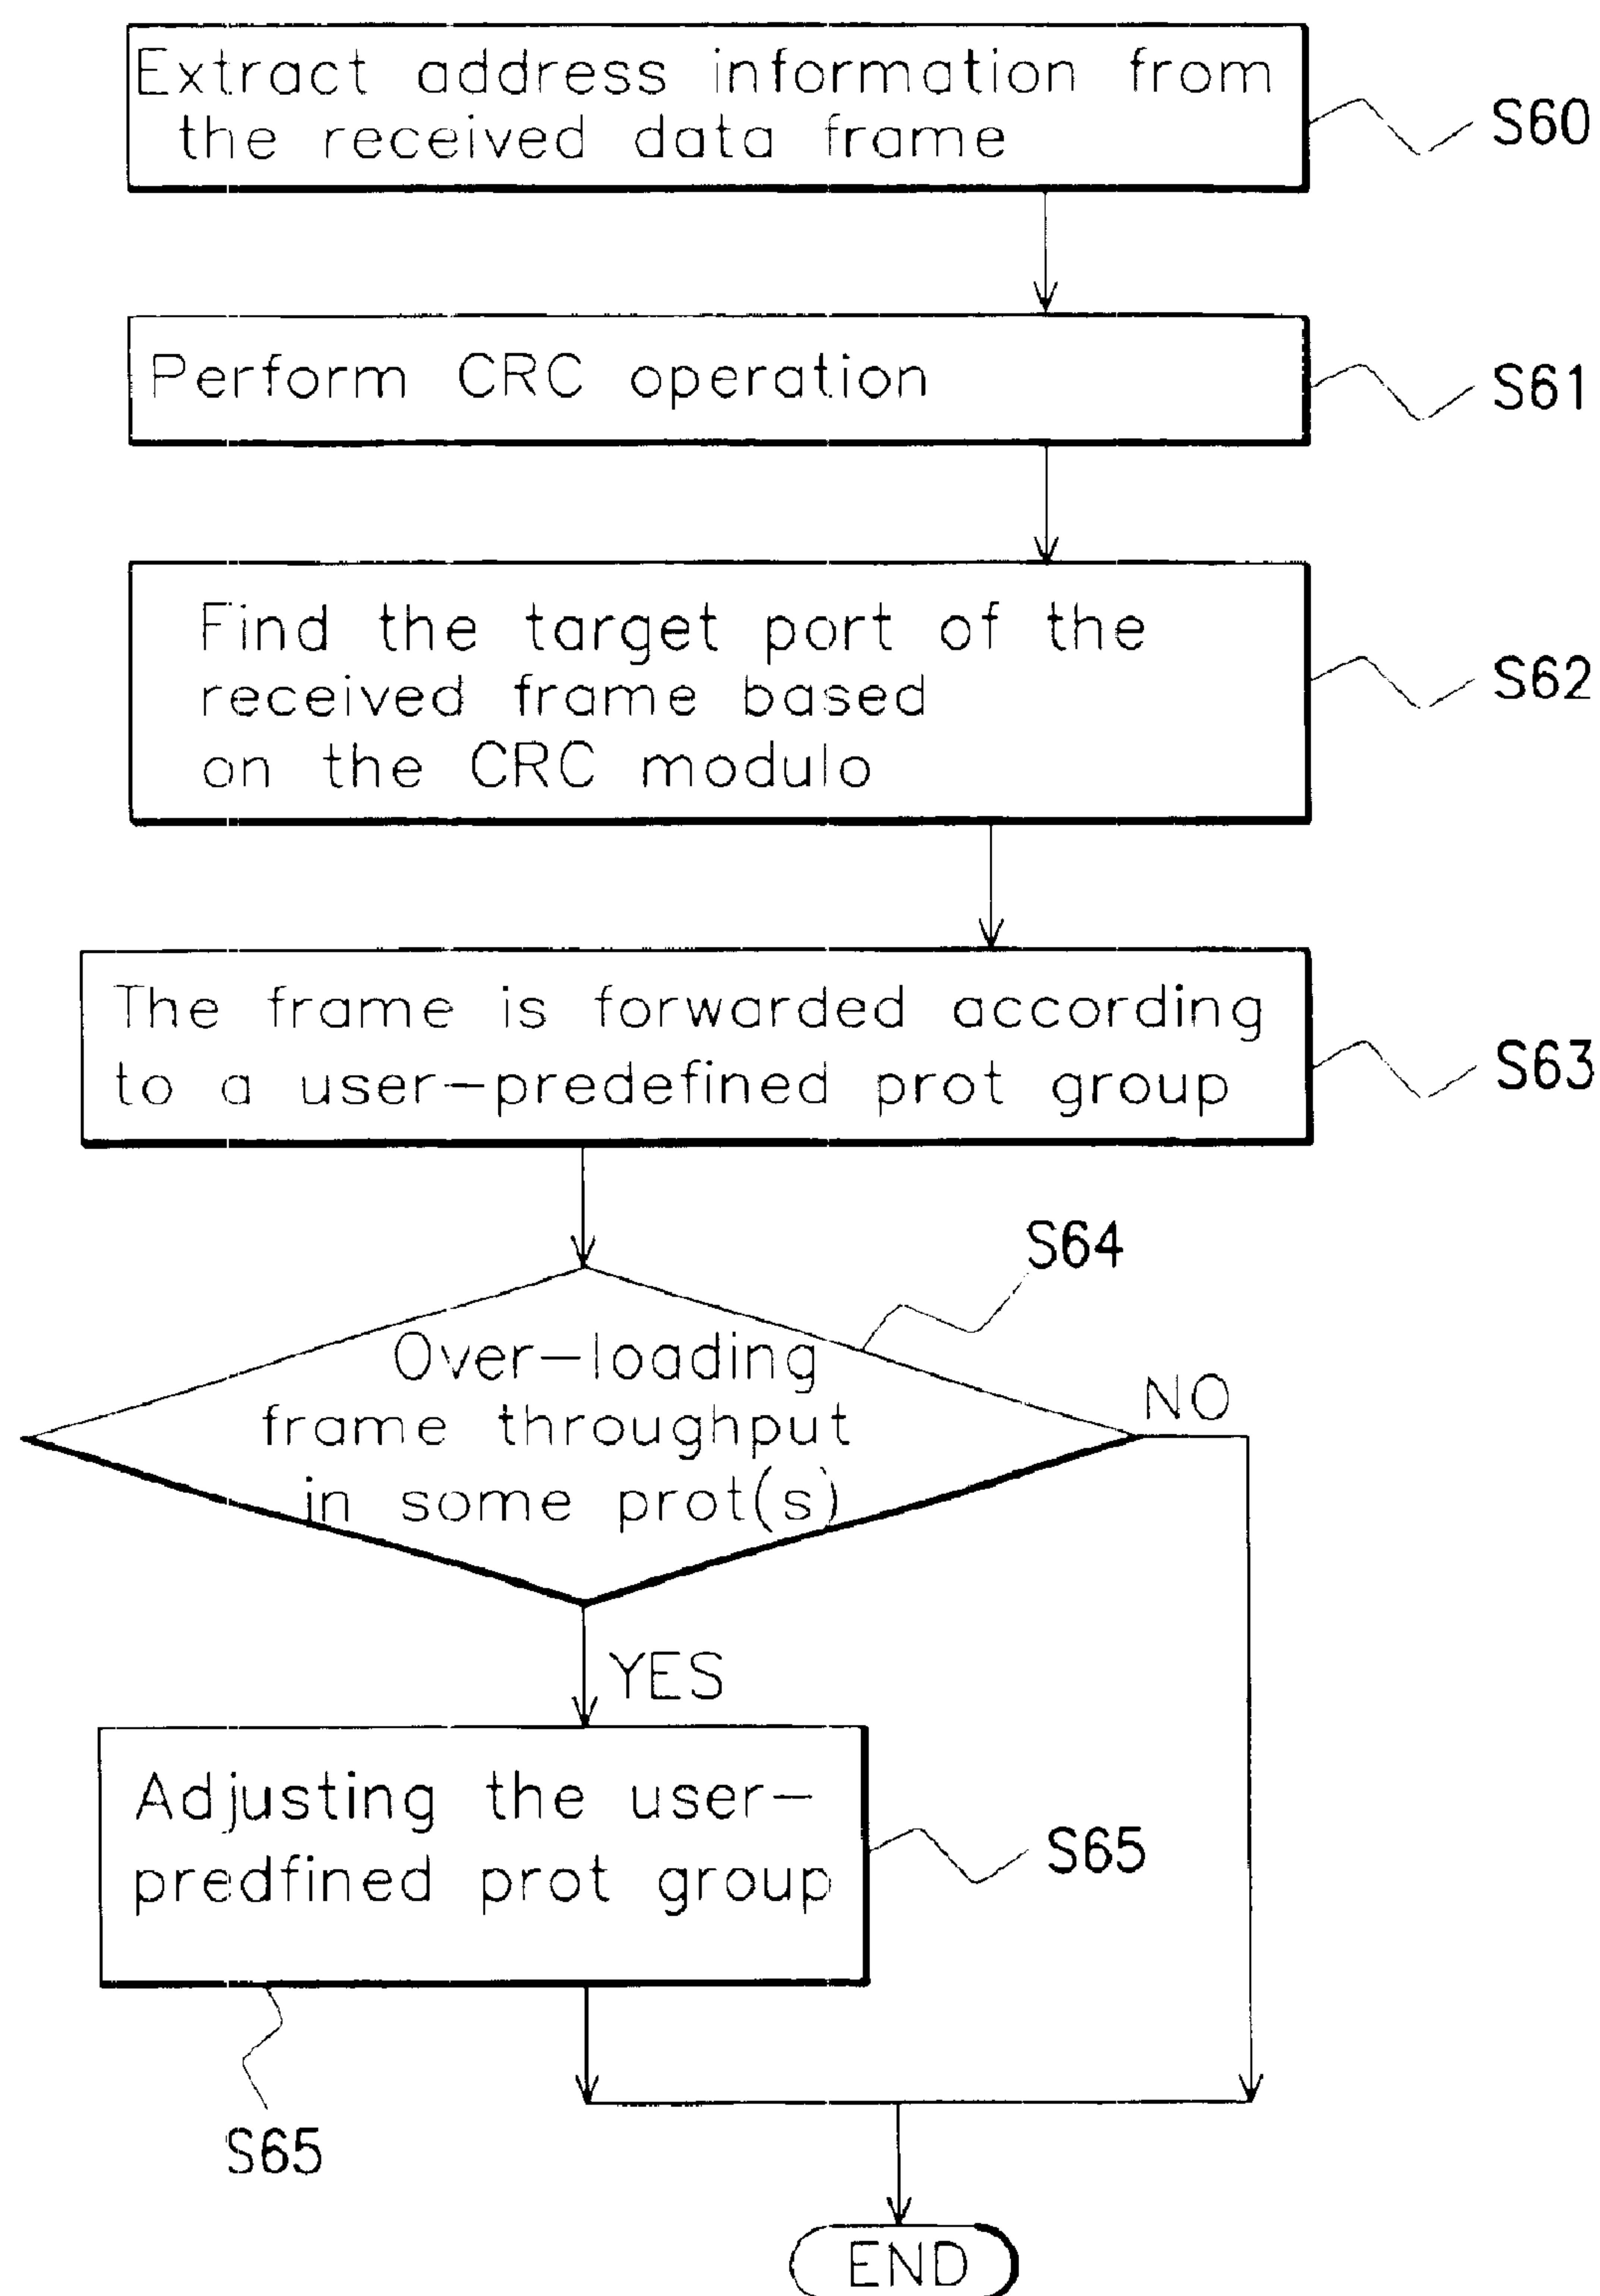 Extract address information from
the received data frame
S60
Perform CRC operation
S61
Find the target port of the
received frame based
on the CRC modulo
S62
The frame is forwarded according
to a user-predefined prot group
S63
S64
Over-loading
frame throughput
in some prot(s)
NO
YES
Adjusting the user-
predfined prot group
S65
S65
END